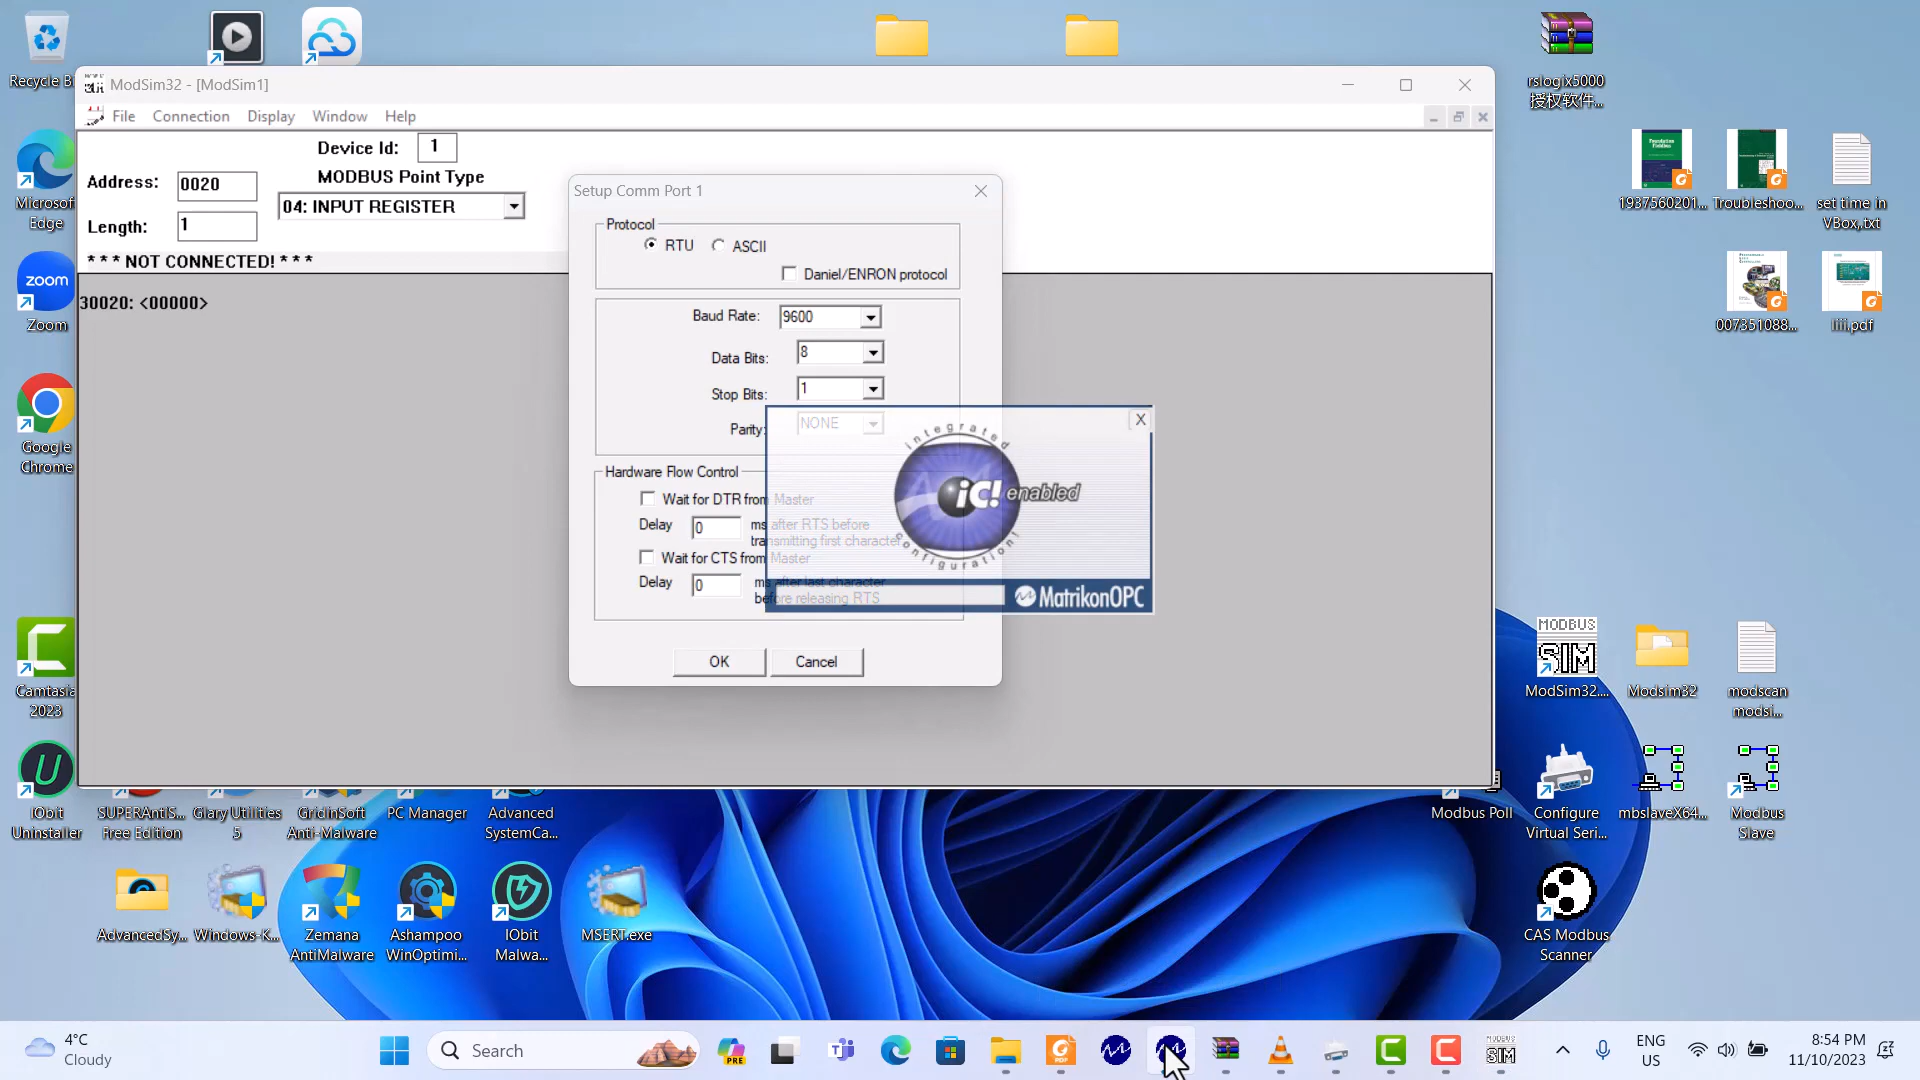 Recycle B
rslogix5000
授权软件...
ModSim32 - [ModSim1]
File Connection Display Window Help
Device Id: 1
Address: 0020
MODBUS Point Type
04: INPUT REGISTER
Length: 1
* * * NOT CONNECTED! * * *
30020: <00000>
Setup Comm Port 1
Protocol
RTU ASCII
Daniel/ENRON protocol
Baud Rate: 9600
Data Bits: 8
Stop Bits: 1
Parity: NONE
Hardware Flow Control
Wait for DTR from Master
Delay 0 ms after RTS before
transmitting first character
Wait for CTS from Master
Delay 0 ms after last character
before releasing RTS
OK Cancel
X
integrated
iC! enabled
configuration!
MatrikonOPC
Microsof
Edge
zoom
Zoom
Google
Chrome
Camtasia
2023
IObit
Uninstaller
SUPERAntiS...
Free Edition
Glary Utilities
5
GridinSoft
Anti-Malware
PC Manager
Advanced
SystemCa...
AdvancedSy...
Windows-K...
Zemana
AntiMalware
Ashampoo
WinOptimi...
IObit
Malwa...
MSERT.exe
1937560201...
Troubleshoo...
set time in
VBox,.txt
007351088...
liiii.pdf
MODBUS
SIM
ModSim32....
Modsim32
modscan
modsi...
Modbus Poll
Configure
Virtual Seri...
mbslaveX64...
Modbus
Slave
CAS Modbus
Scanner
4°C
Cloudy
Search
PRE
ENG
US
8:54 PM
11/10/2023